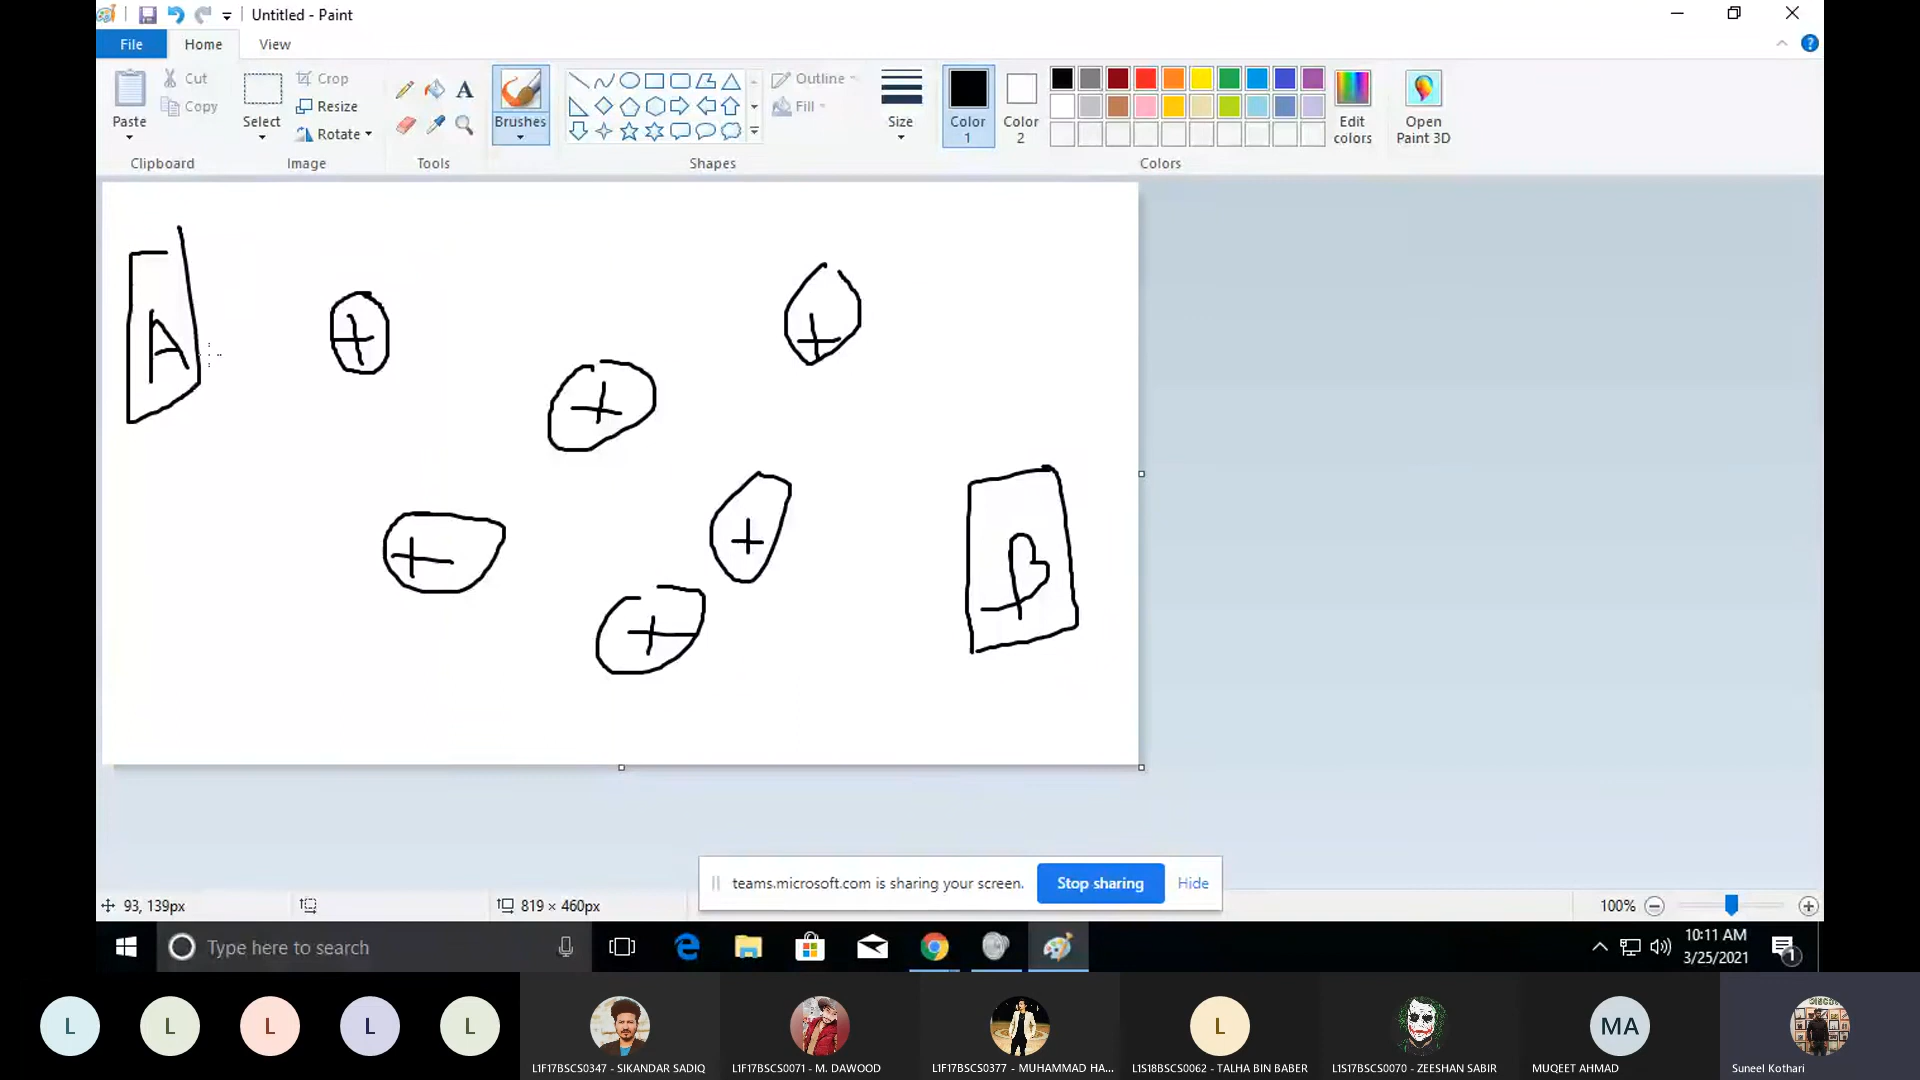 Untitled - Paint
File Home View
Paste
Cut
Copy
Clipboard
Select
Crop
Resize
Rotate
Image
A
Tools
Brushes
Outline
Fill
Shapes
Size
Color 1
Color 2
Edit colors
Colors
Open Paint 3D
A
+
+
+
+
+
+
B
teams.microsoft.com is sharing your screen. Stop sharing Hide
93, 139px
819 × 460px
100%
Type here to search
10:11 AM
3/25/2021
1
L L L L L L MA
L1F17BSCS0347 - SIKANDAR SADIQ
L1F17BSCS0071 - M. DAWOOD
L1F17BSCS0377 - MUHAMMAD HA...
L1S18BSCS0062 - TALHA BIN BABER
L1S17BSCS0070 - ZEESHAN SABIR
MUQEET AHMAD
Suneel Kothari